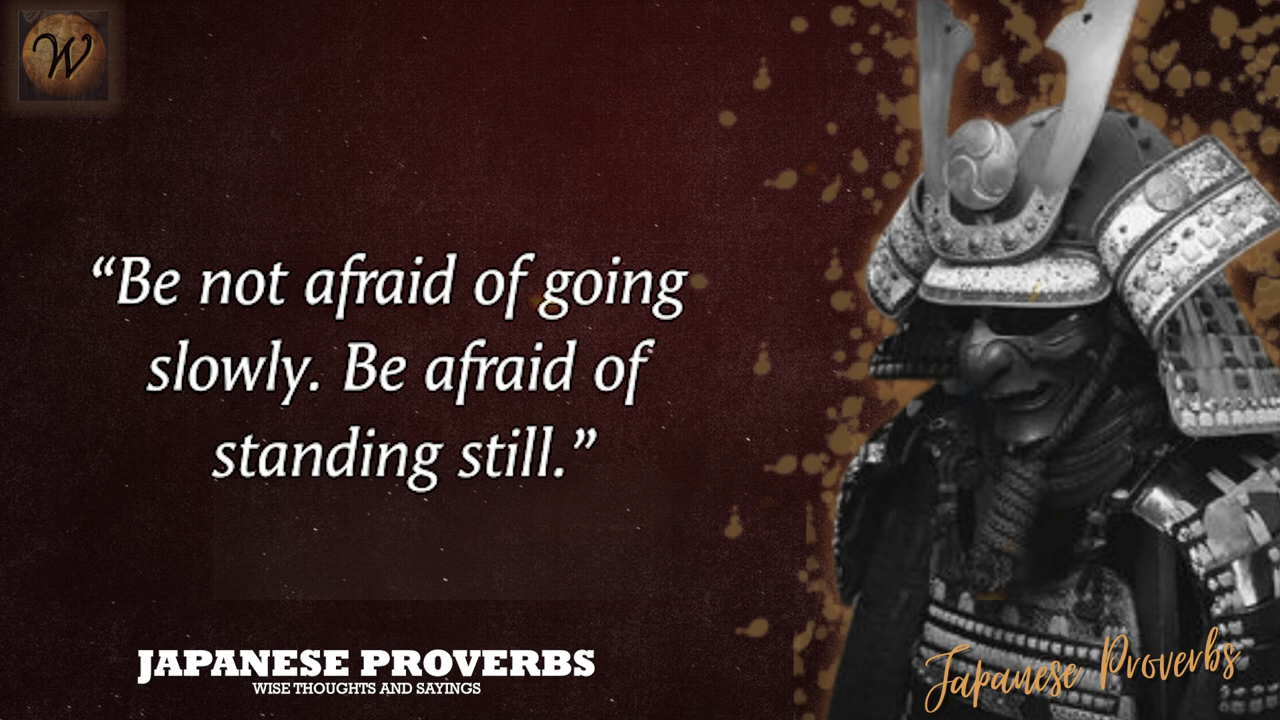 W
“Be not afraid of going
slowly. Be afraid of
standing still.”
JAPANESE PROVERBS
WISE THOUGHTS AND SAYINGS
Japanese Proverbs